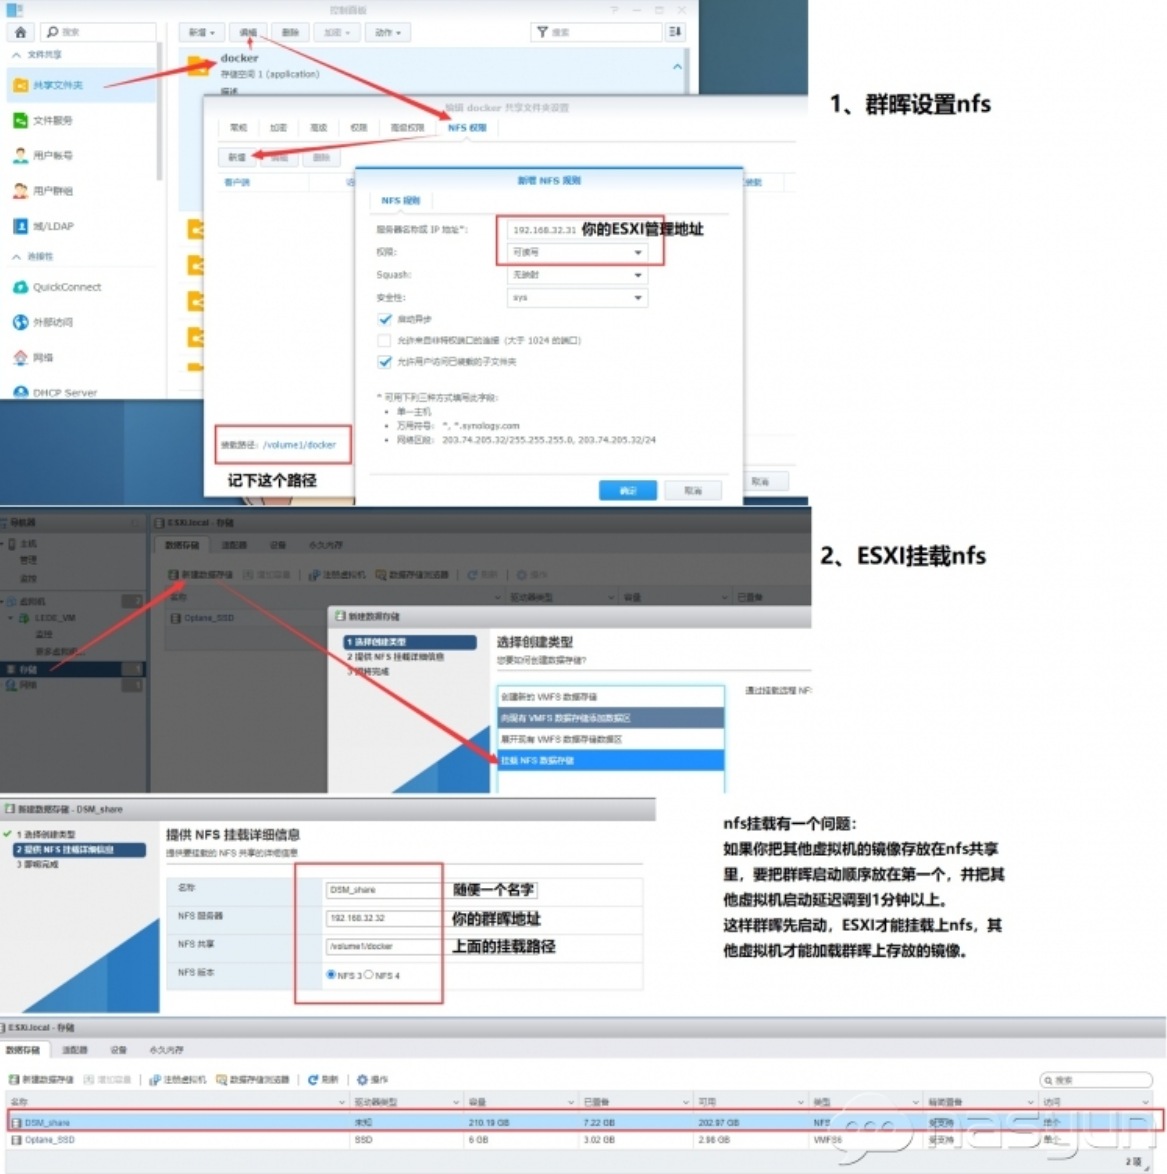 控制面板
搜索
新增
编辑
删除
加密
动作
搜索
文件共享
共享文件夹
文件服务
用户帐号
用户群组
域/LDAP
连接性
QuickConnect
外部访问
网络
DHCP Server
docker
存储空间 1 (application)
描述
编辑 docker 共享文件夹设置
常规
加密
高级
权限
高级权限
NFS 权限
新增
编辑
删除
客户端
新增 NFS 规则
NFS 规则
服务器名称或 IP 地址*:
192.168.32.31
你的ESXI管理地址
权限:
可读写
Squash:
无映射
安全性:
sys
启动异步
允许来自非特权端口的连接（大于 1024 的端口）
允许用户访问已装载的子文件夹
* 可用下列三种方式填写此字段:
• 单一主机
• 万用符号: *, *.synology.com
• 网络区段: 203.74.205.32/255.255.255.0, 203.74.205.32/24
确定
取消
取消
装载路径: /volume1/docker
记下这个路径
1、群晖设置nfs
2、ESXI挂载nfs
导航器
主机
管理
监控
虚拟机
2
LEDE_VM
监控
更多虚拟机...
存储
1
网络
1
ESXi.local - 存储
数据存储
适配器
设备
永久内存
新建数据存储
增加容量
注册虚拟机
数据存储浏览器
刷新
操作
名称
驱动器类型
容量
已置备
Optane_SSD
新建数据存储
1 选择创建类型
2 提供 NFS 挂载详细信息
3 即将完成
选择创建类型
您要如何创建数据存储?
创建新的 VMFS 数据存储
向现有 VMFS 数据存储添加数据区
展开现有 VMFS 数据存储数据区
挂载 NFS 数据存储
通过挂载远程 NF
新建数据存储 - DSM_share
1 选择创建类型
2 提供 NFS 挂载详细信息
3 即将完成
提供 NFS 挂载详细信息
提供要挂载的 NFS 共享的详细信息
名称
DSM_share
随便一个名字
NFS 服务器
192.168.32.32
你的群晖地址
NFS 共享
/volume1/docker
上面的挂载路径
NFS 版本
NFS 3
NFS 4
nfs挂载有一个问题：
如果你把其他虚拟机的镜像存放在nfs共享
里，要把群晖启动顺序放在第一个，并把其
他虚拟机启动延迟调到1分钟以上。
这样群晖先启动，ESXI才能挂载上nfs，其
他虚拟机才能加载群晖上存放的镜像。
ESXi.local - 存储
数据存储
适配器
设备
永久内存
新建数据存储
增加容量
注册虚拟机
数据存储浏览器
刷新
操作
搜索
名称
驱动器类型
容量
已置备
可用
类型
精简置备
访问
DSM_share
未知
210.19 GB
7.22 GB
202.97 GB
NFS
受支持
单个
Optane_SSD
SSD
6 GB
3.02 GB
2.98 GB
VMFS6
受支持
单个
2 项
nasyun